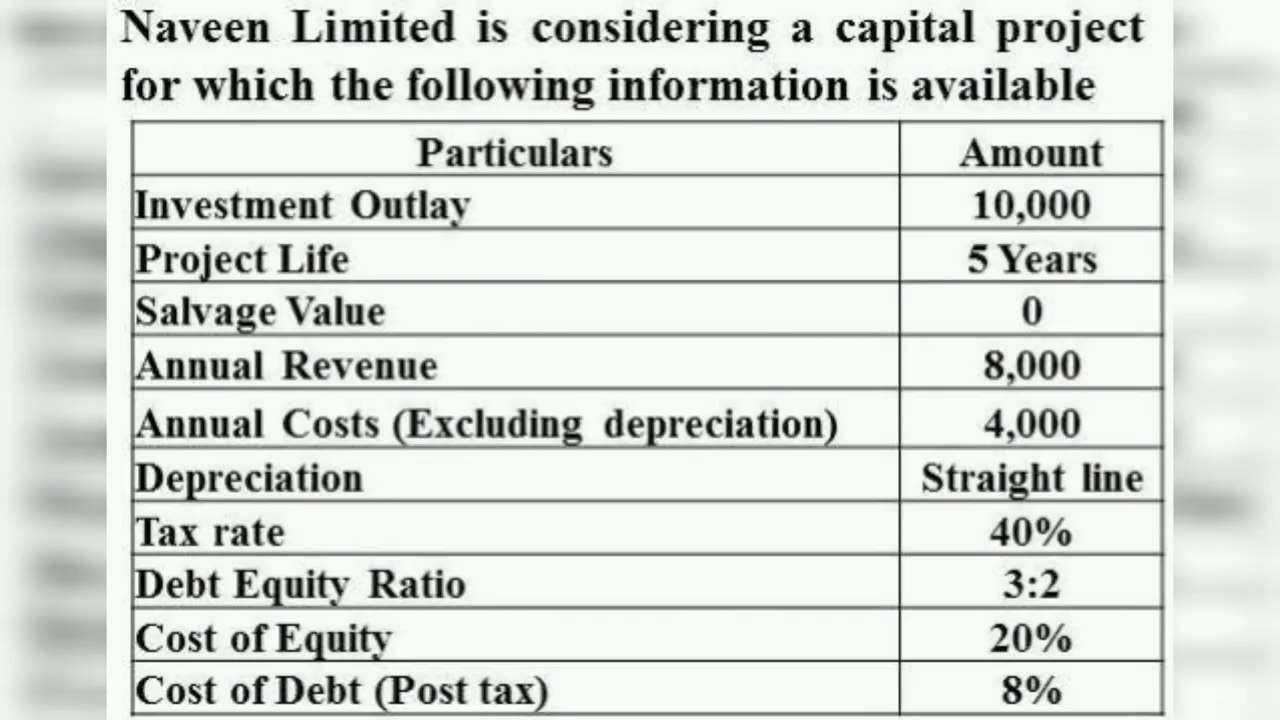 Naveen Limited is considering a capital project
for which the following information is available
Particulars Amount
Investment Outlay 10,000
Project Life 5 Years
Salvage Value 0
Annual Revenue 8,000
Annual Costs (Excluding depreciation) 4,000
Depreciation Straight line
Tax rate 40%
Debt Equity Ratio 3:2
Cost of Equity 20%
Cost of Debt (Post tax) 8%